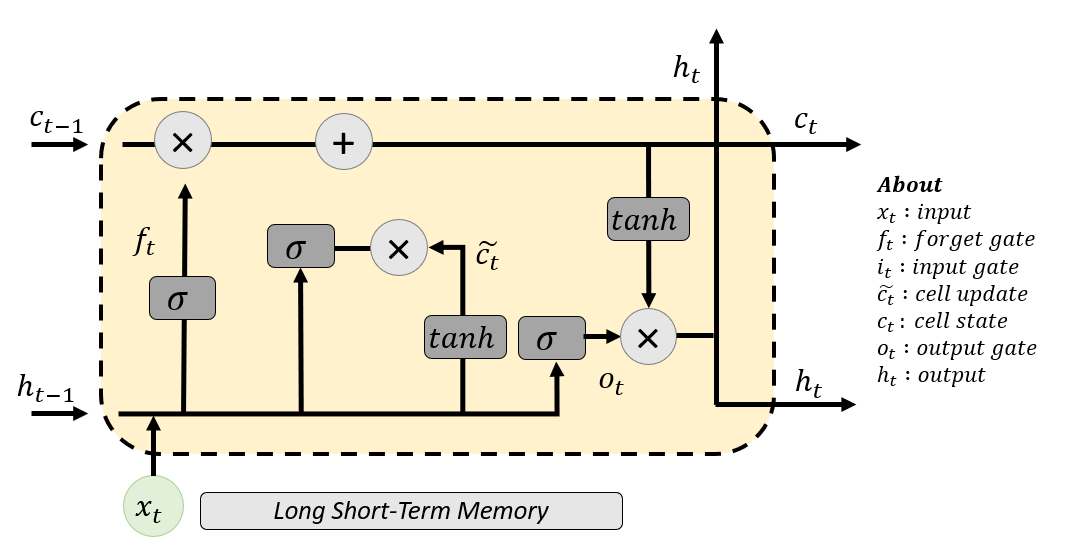 h_t
c_{t-1}
c_t
×
+
About
x_t : input
f_t : forget gate
i_t : input gate
c̃_t : cell update
c_t : cell state
o_t : output gate
h_t : output
tanh
f_t
σ
×
c̃_t
σ
tanh
σ
×
o_t
h_{t-1}
h_t
x_t
Long Short-Term Memory